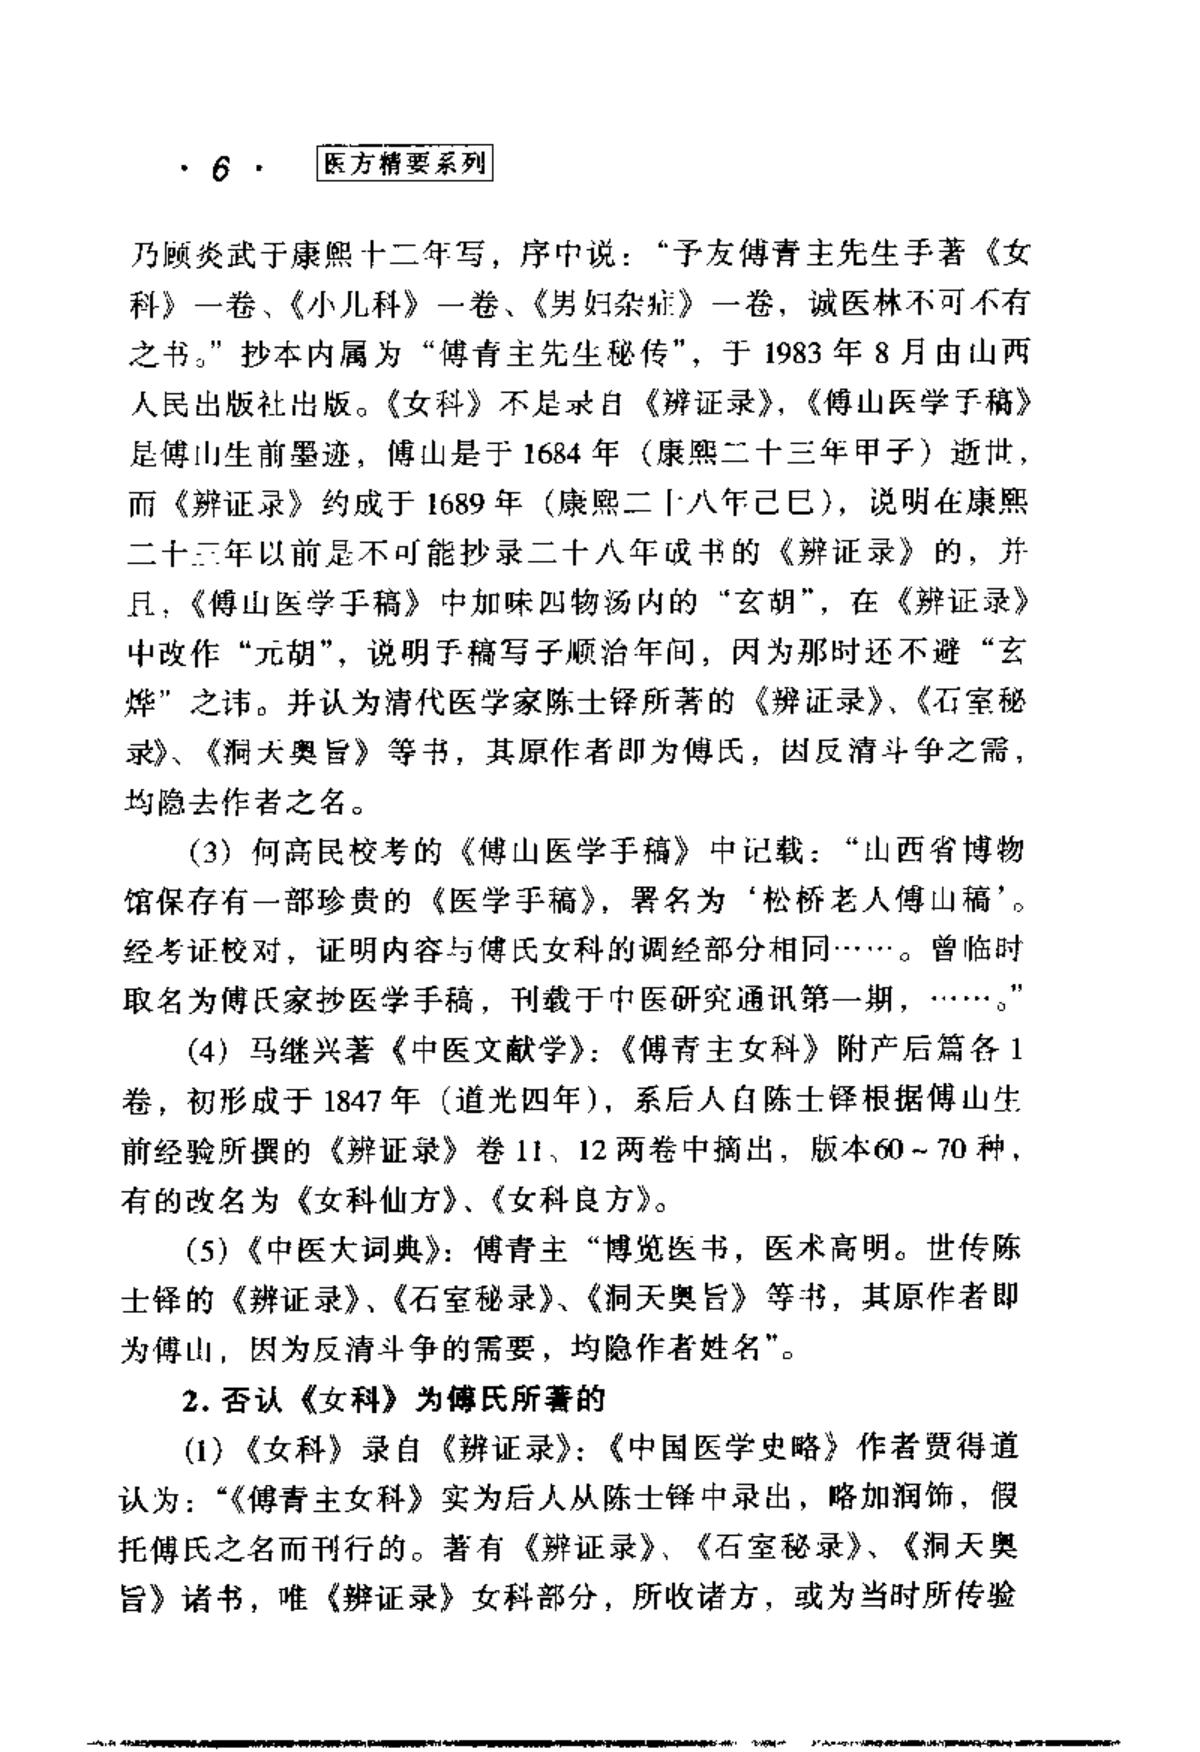 · 6 · 医方精要系列
乃顾炎武于康熙十二年写，序中说：“予友傅青主先生手著《女
科》一卷、《小儿科》一卷、《男妇杂症》一卷，诚医林不可不有
之书。”抄本内属为“傅青主先生秘传”，于 1983 年 8 月由山西
人民出版社出版。《女科》不是录自《辨证录》，《傅山医学手稿》
是傅山生前墨迹，傅山是于 1684 年（康熙二十三年甲子）逝世，
而《辨证录》约成于 1689 年（康熙二十八年己巳），说明在康熙
二十三年以前是不可能抄录二十八年成书的《辨证录》的，并
且，《傅山医学手稿》中加味四物汤内的“玄胡”，在《辨证录》
中改作“元胡”，说明手稿写于顺治年间，因为那时还不避“玄
烨”之讳。并认为清代医学家陈士铎所著的《辨证录》、《石室秘
录》、《洞天奥旨》等书，其原作者即为傅氏，因反清斗争之需，
均隐去作者之名。
(3) 何高民校考的《傅山医学手稿》中记载：“山西省博物
馆保存有一部珍贵的《医学手稿》，署名为‘松桥老人傅山稿’。
经考证校对，证明内容与傅氏女科的调经部分相同……。曾临时
取名为傅氏家抄医学手稿，刊载于中医研究通讯第一期，……。”
(4) 马继兴著《中医文献学》：《傅青主女科》附产后篇各 1
卷，初形成于 1847 年（道光四年），系后人自陈士铎根据傅山生
前经验所撰的《辨证录》卷 11、12 两卷中摘出，版本60～70 种，
有的改名为《女科仙方》、《女科良方》。
(5)《中医大词典》：傅青主“博览医书，医术高明。世传陈
士铎的《辨证录》、《石室秘录》、《洞天奥旨》等书，其原作者即
为傅山，因为反清斗争的需要，均隐作者姓名”。
2. 否认《女科》为傅氏所著的
(1)《女科》录自《辨证录》：《中国医学史略》作者贾得道
认为：“《傅青主女科》实为后人从陈士铎中录出，略加润饰，假
托傅氏之名而刊行的。著有《辨证录》、《石室秘录》、《洞天奥
旨》诸书，唯《辨证录》女科部分，所收诸方，或为当时所传验